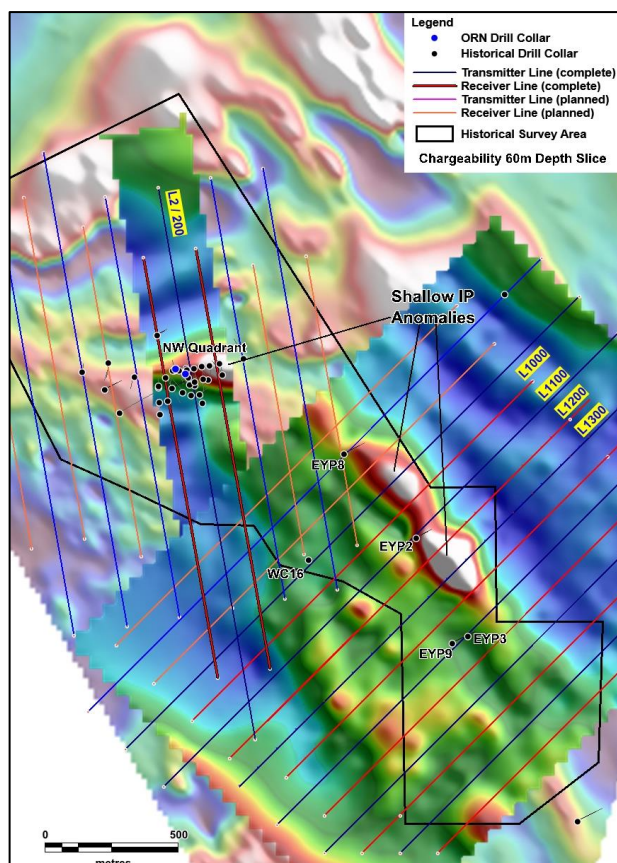 Legend
ORN Drill Collar
Historical Drill Collar
Transmitter Line (complete)
Receiver Line (complete)
Transmitter Line (planned)
Receiver Line (planned)
Historical Survey Area
Chargeability 60m Depth Slice
L2 / 200
Shallow IP
Anomalies
NW Quadrant
L1000
L1100
L1200
L1300
EYP8
EYP2
WC16
EYP3
EYP9
0 500
metres